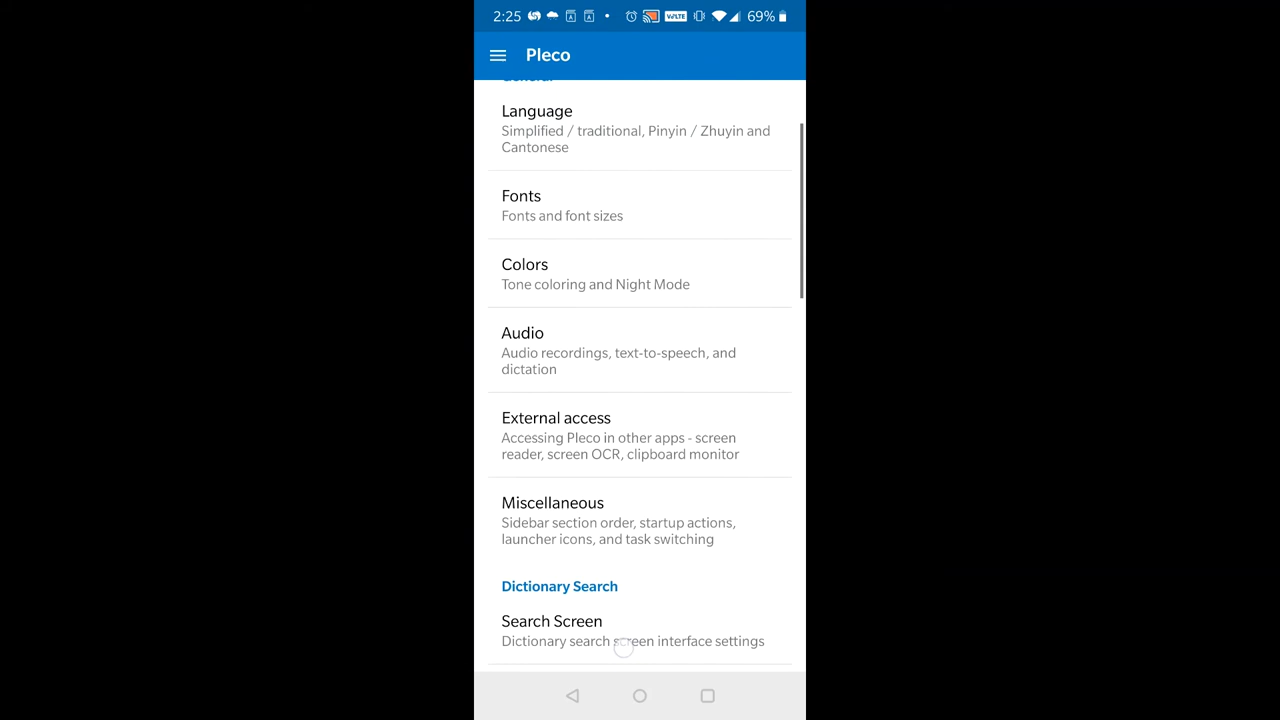 2:25
VoLTE
69%
Pleco
General
Language
Simplified / traditional, Pinyin / Zhuyin and
Cantonese
Fonts
Fonts and font sizes
Colors
Tone coloring and Night Mode
Audio
Audio recordings, text-to-speech, and
dictation
External access
Accessing Pleco in other apps - screen
reader, screen OCR, clipboard monitor
Miscellaneous
Sidebar section order, startup actions,
launcher icons, and task switching
Dictionary Search
Search Screen
Dictionary search screen interface settings